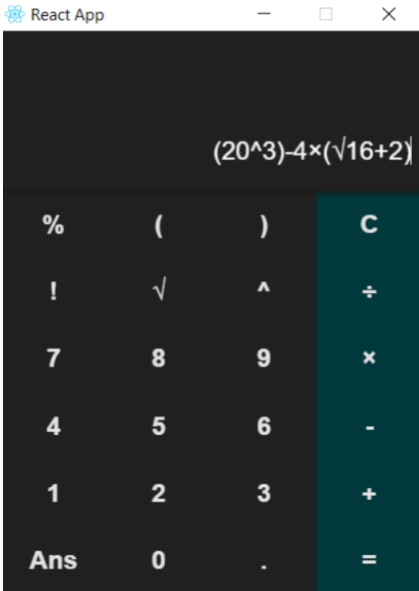 React App
(20^3)-4×(√16+2)
% ( ) C
! √ ^ ÷
7 8 9 ×
4 5 6 -
1 2 3 +
Ans 0 . =